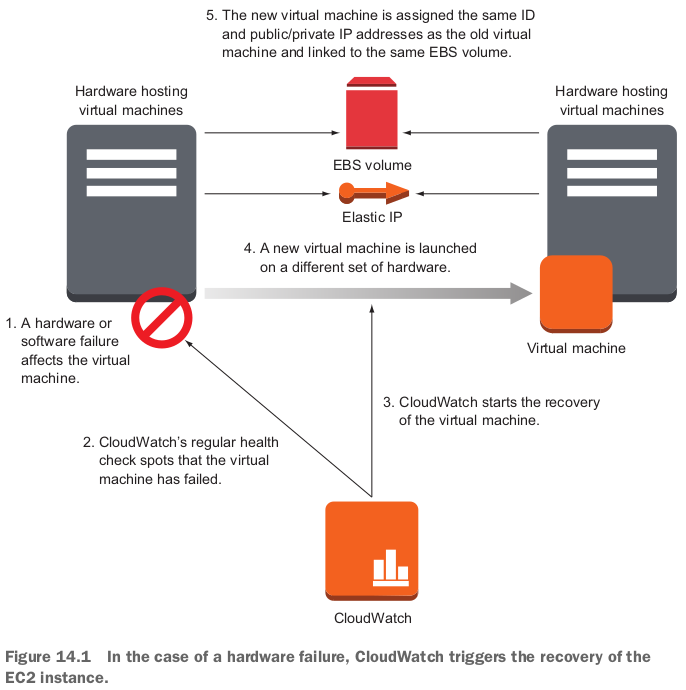 5. The new virtual machine is assigned the same ID
and public/private IP addresses as the old virtual
machine and linked to the same EBS volume.
Hardware hosting
virtual machines
Hardware hosting
virtual machines
EBS volume
Elastic IP
4. A new virtual machine is launched
on a different set of hardware.
1. A hardware or
software failure
affects the virtual
machine.
Virtual machine
3. CloudWatch starts the recovery
of the virtual machine.
2. CloudWatch’s regular health
check spots that the virtual
machine has failed.
CloudWatch
Figure 14.1 In the case of a hardware failure, CloudWatch triggers the recovery of the
EC2 instance.